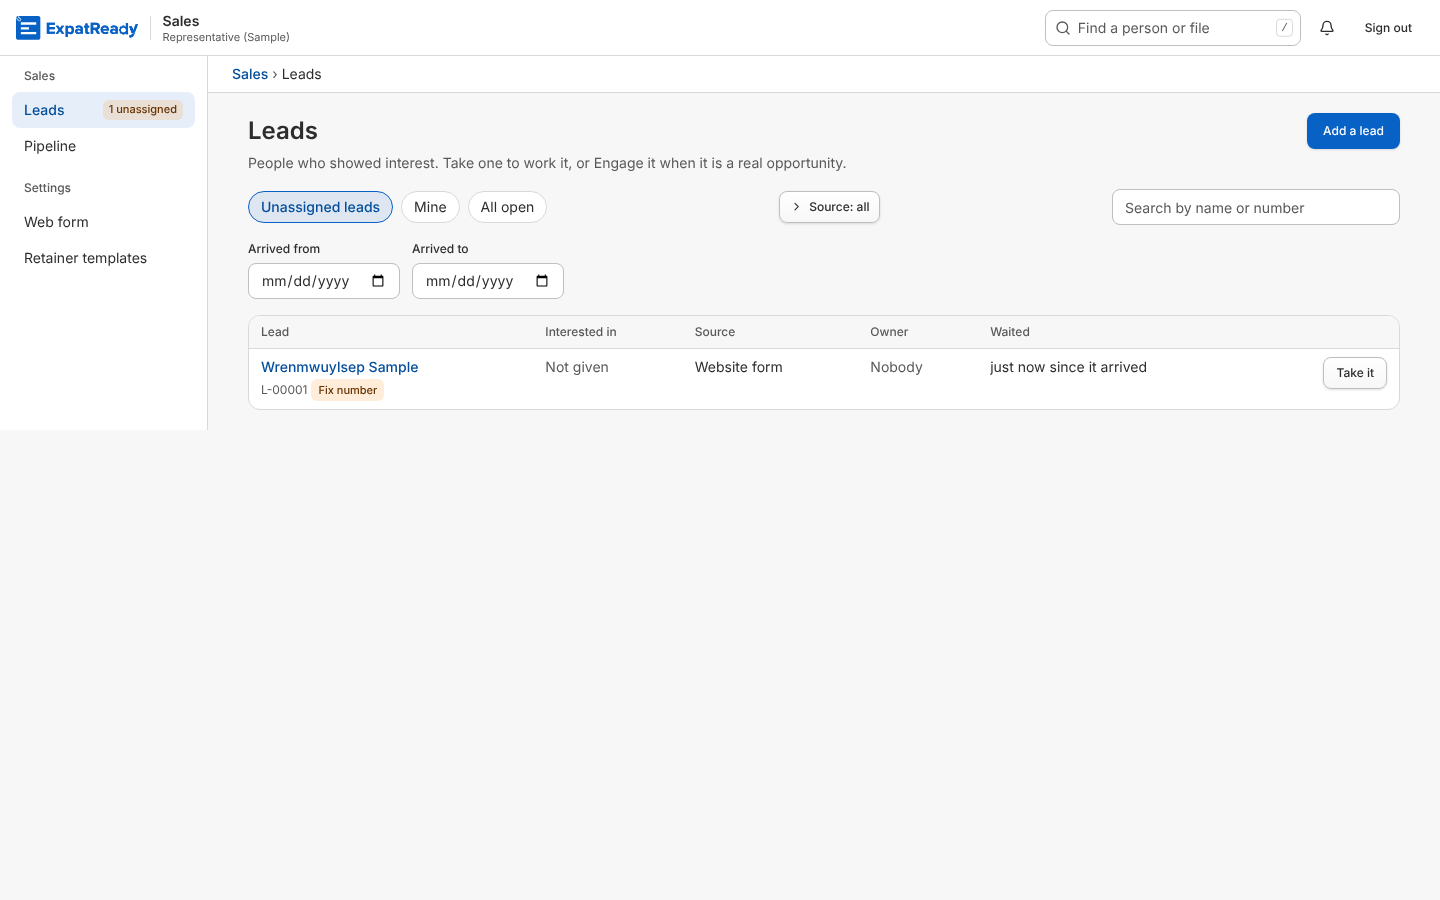 ExpatReady
Sales
Representative (Sample)
Find a person or file
/
Sign out
Sales
Leads
1 unassigned
Pipeline
Settings
Web form
Retainer templates
Sales › Leads
Leads
Add a lead
People who showed interest. Take one to work it, or Engage it when it is a real opportunity.
Unassigned leads
Mine
All open
Source: all
Search by name or number
Arrived from
Arrived to
mm/dd/yyyy
mm/dd/yyyy
Lead
Interested in
Source
Owner
Waited
Wrenmwuylsep Sample
Not given
Website form
Nobody
just now since it arrived
Take it
L-00001
Fix number